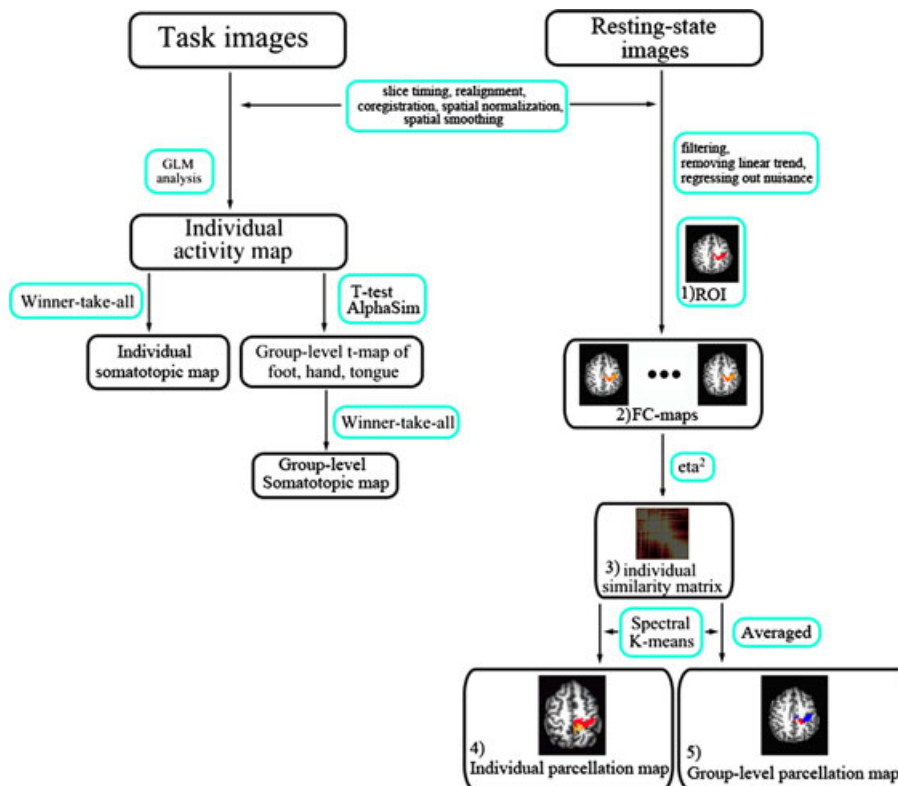 Task images
Resting-state
images
slice timing, realignment,
coregistration, spatial normalization,
spatial smoothing
GLM
analysis
filtering,
removing linear trend,
regressing out nuisance
Individual
activity map
1)ROI
Winner-take-all
T-test
AlphaSim
Individual
somatotopic map
Group-level t-map of
foot, hand, tongue
2)FC-maps
Winner-take-all
Group-level
Somatotopic map
eta²
3) individual
similarity matrix
Spectral
K-means
Averaged
4)
Individual parcellation map
5)
Group-level parcellation map